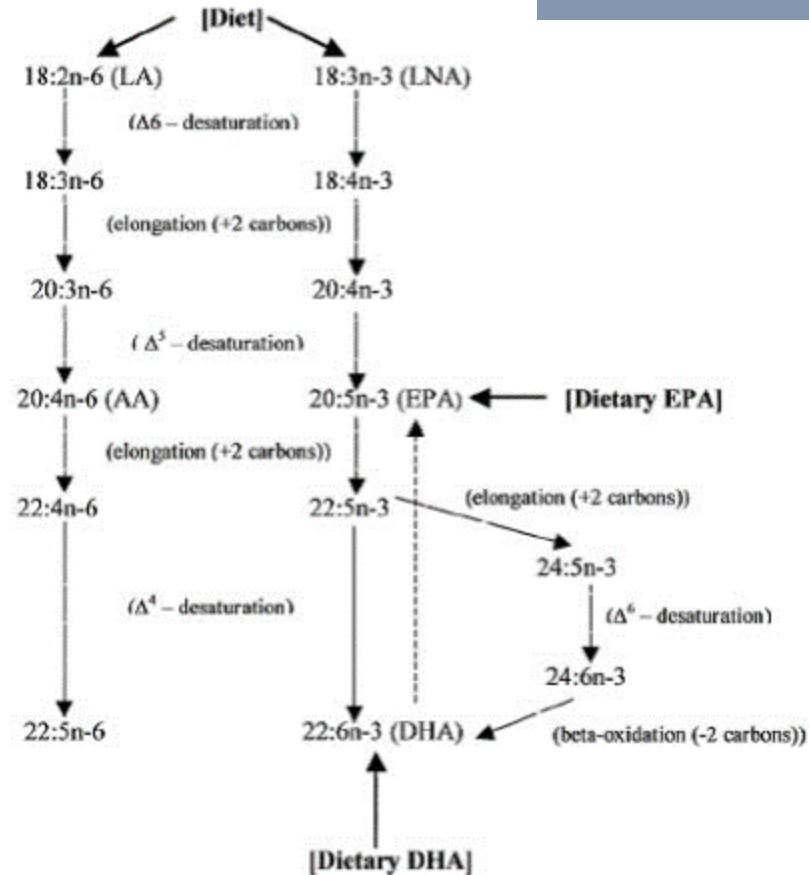 [Diet]
18:2n-6 (LA) 18:3n-3 (LNA)
(Δ6 – desaturation)
18:3n-6 18:4n-3
(elongation (+2 carbons))
20:3n-6 20:4n-3
(Δ⁵ – desaturation)
20:4n-6 (AA) 20:5n-3 (EPA) [Dietary EPA]
(elongation (+2 carbons))
22:4n-6 22:5n-3 (elongation (+2 carbons))
24:5n-3
(Δ⁴ – desaturation) (Δ⁶ – desaturation)
24:6n-3
22:5n-6 22:6n-3 (DHA) (beta-oxidation (-2 carbons))
[Dietary DHA]